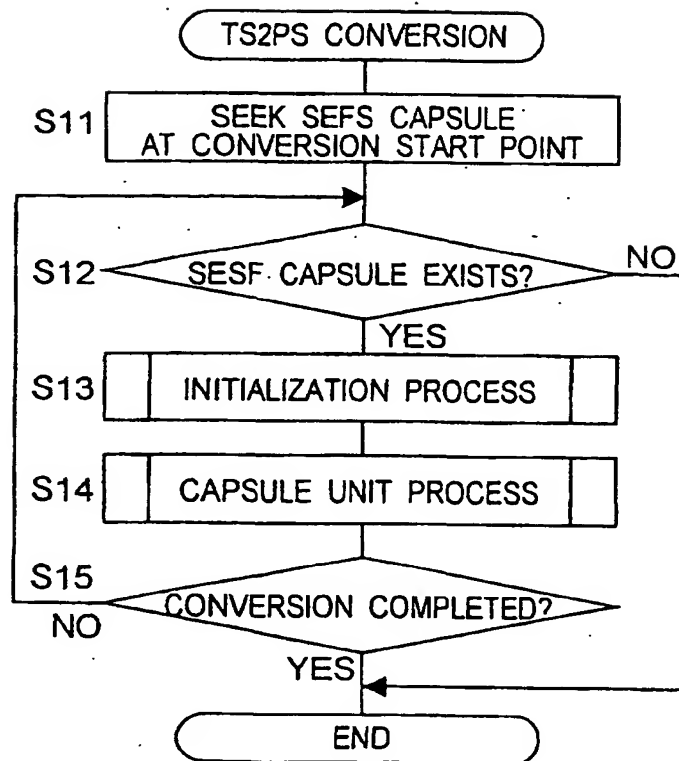 TS2PS CONVERSION
S11
SEEK SEFS CAPSULE
AT CONVERSION START POINT
S12
SESF CAPSULE EXISTS?
NO
YES
S13
INITIALIZATION PROCESS
S14
CAPSULE UNIT PROCESS
S15
CONVERSION COMPLETED?
NO
YES
END